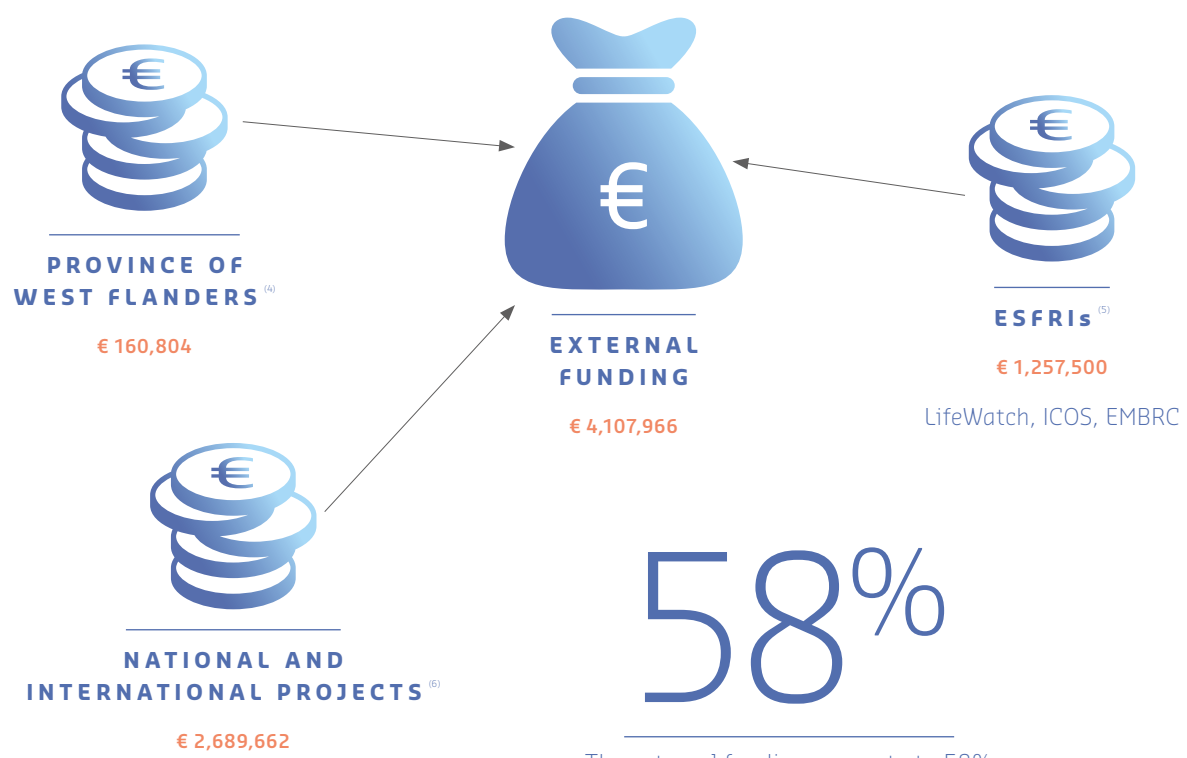 €
€
€
PROVINCE OF
WEST FLANDERS (4)
€ 160,804
EXTERNAL
FUNDING
€ 4,107,966
ESFRIs (5)
€ 1,257,500
LifeWatch, ICOS, EMBRC
€
NATIONAL AND
INTERNATIONAL PROJECTS (6)
€ 2,689,662
58%